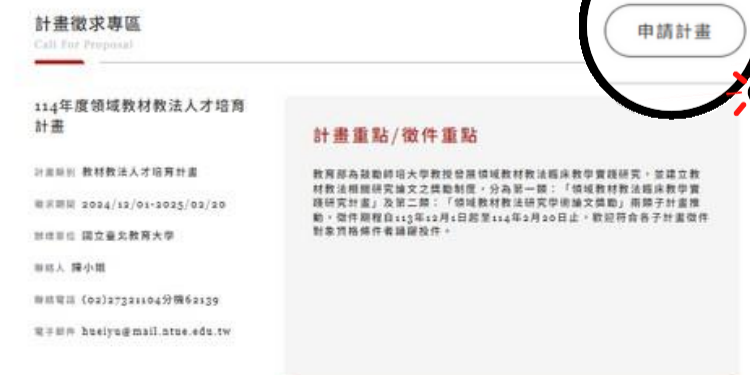 計畫徵求專區
Call For Proposal
申請計畫
114年度領域教材教法人才培育
計畫
計畫類別 教材教法人才培育計畫
徵求期間 2024/12/01-2025/02/20
辦理單位 國立臺北教育大學
聯絡人 陳小姐
聯絡電話 (02)27321104分機62139
電子郵件 hueiyu@mail.ntue.edu.tw
計畫重點/徵件重點
教育部為鼓勵師培大學教授發展領域教材教法臨床教學實踐研究，並建立教
材教法相關研究論文之獎勵制度，分為第一類：「領域教材教法臨床教學實
踐研究計畫」及第二類：「領域教材教法研究學術論文獎勵」兩類子計畫推
動，徵件期程自113年12月1日起至114年2月20日止，歡迎符合各子計畫徵件
對象資格條件者踴躍投件。